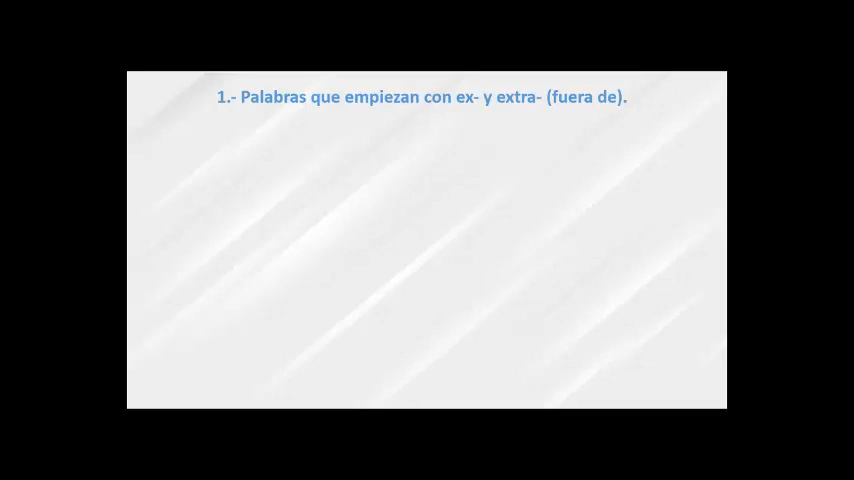 1.- Palabras que empiezan con ex- y extra- (fuera de).